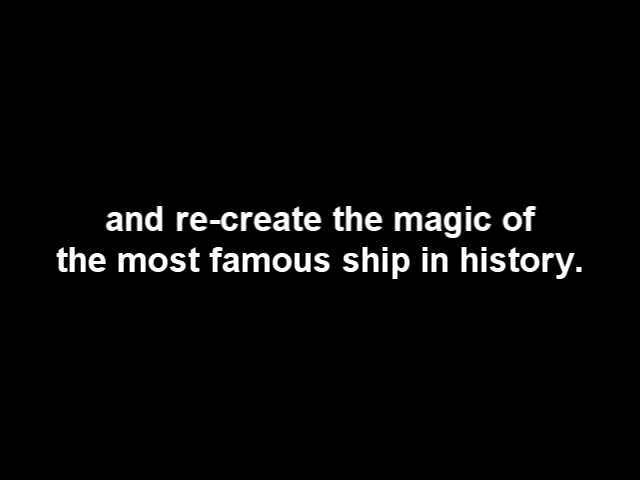 and re-create the magic of
the most famous ship in history.